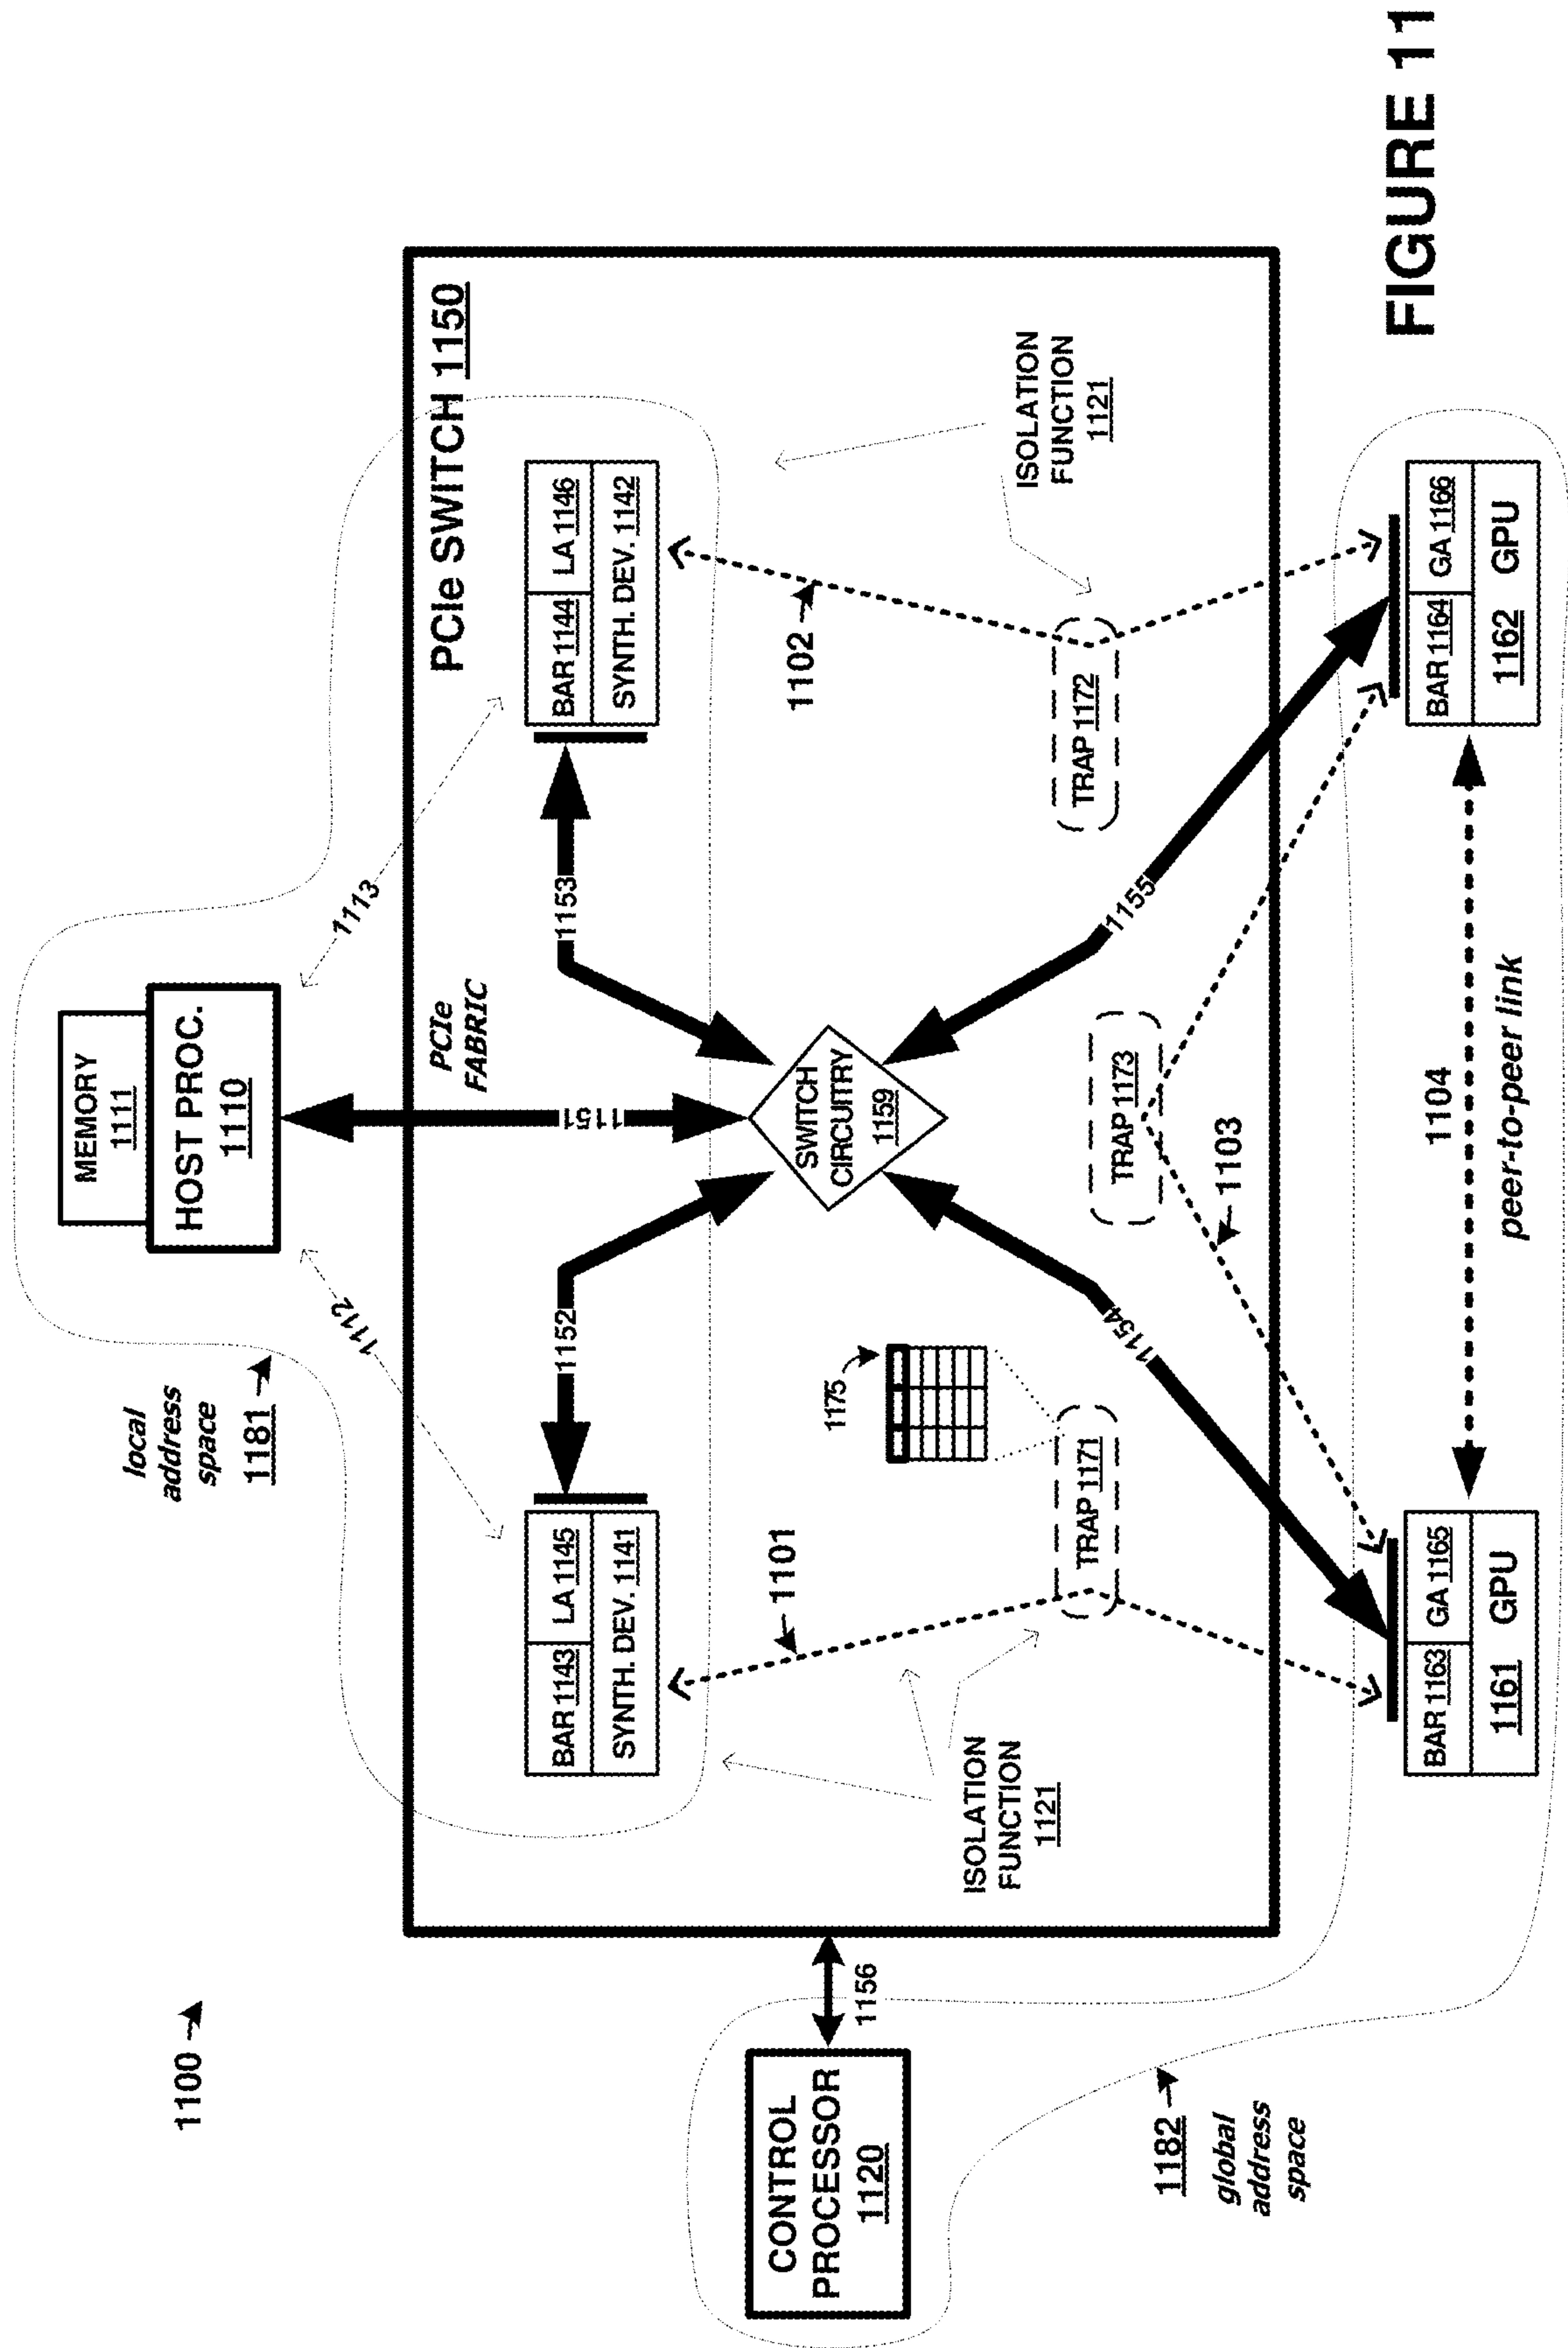 1100
MEMORY
1111
HOST PROC.
1110
local
address
space
1181
1112
1113
PCIe
FABRIC
PCIe SWITCH 1150
BAR 1143
LA 1145
SYNTH. DEV. 1141
1152
1151
1153
BAR 1144
LA 1146
SYNTH. DEV. 1142
1101
1102
SWITCH
CIRCUITRY
1159
1175
CONTROL
PROCESSOR
1120
1156
ISOLATION
FUNCTION
1121
ISOLATION
FUNCTION
1121
TRAP 1171
TRAP 1173
TRAP 1172
1154
1155
1103
1182
global
address
space
BAR 1163
GA 1165
1161 GPU
1104
peer-to-peer link
BAR 1164
GA 1166
1162 GPU
FIGURE 11